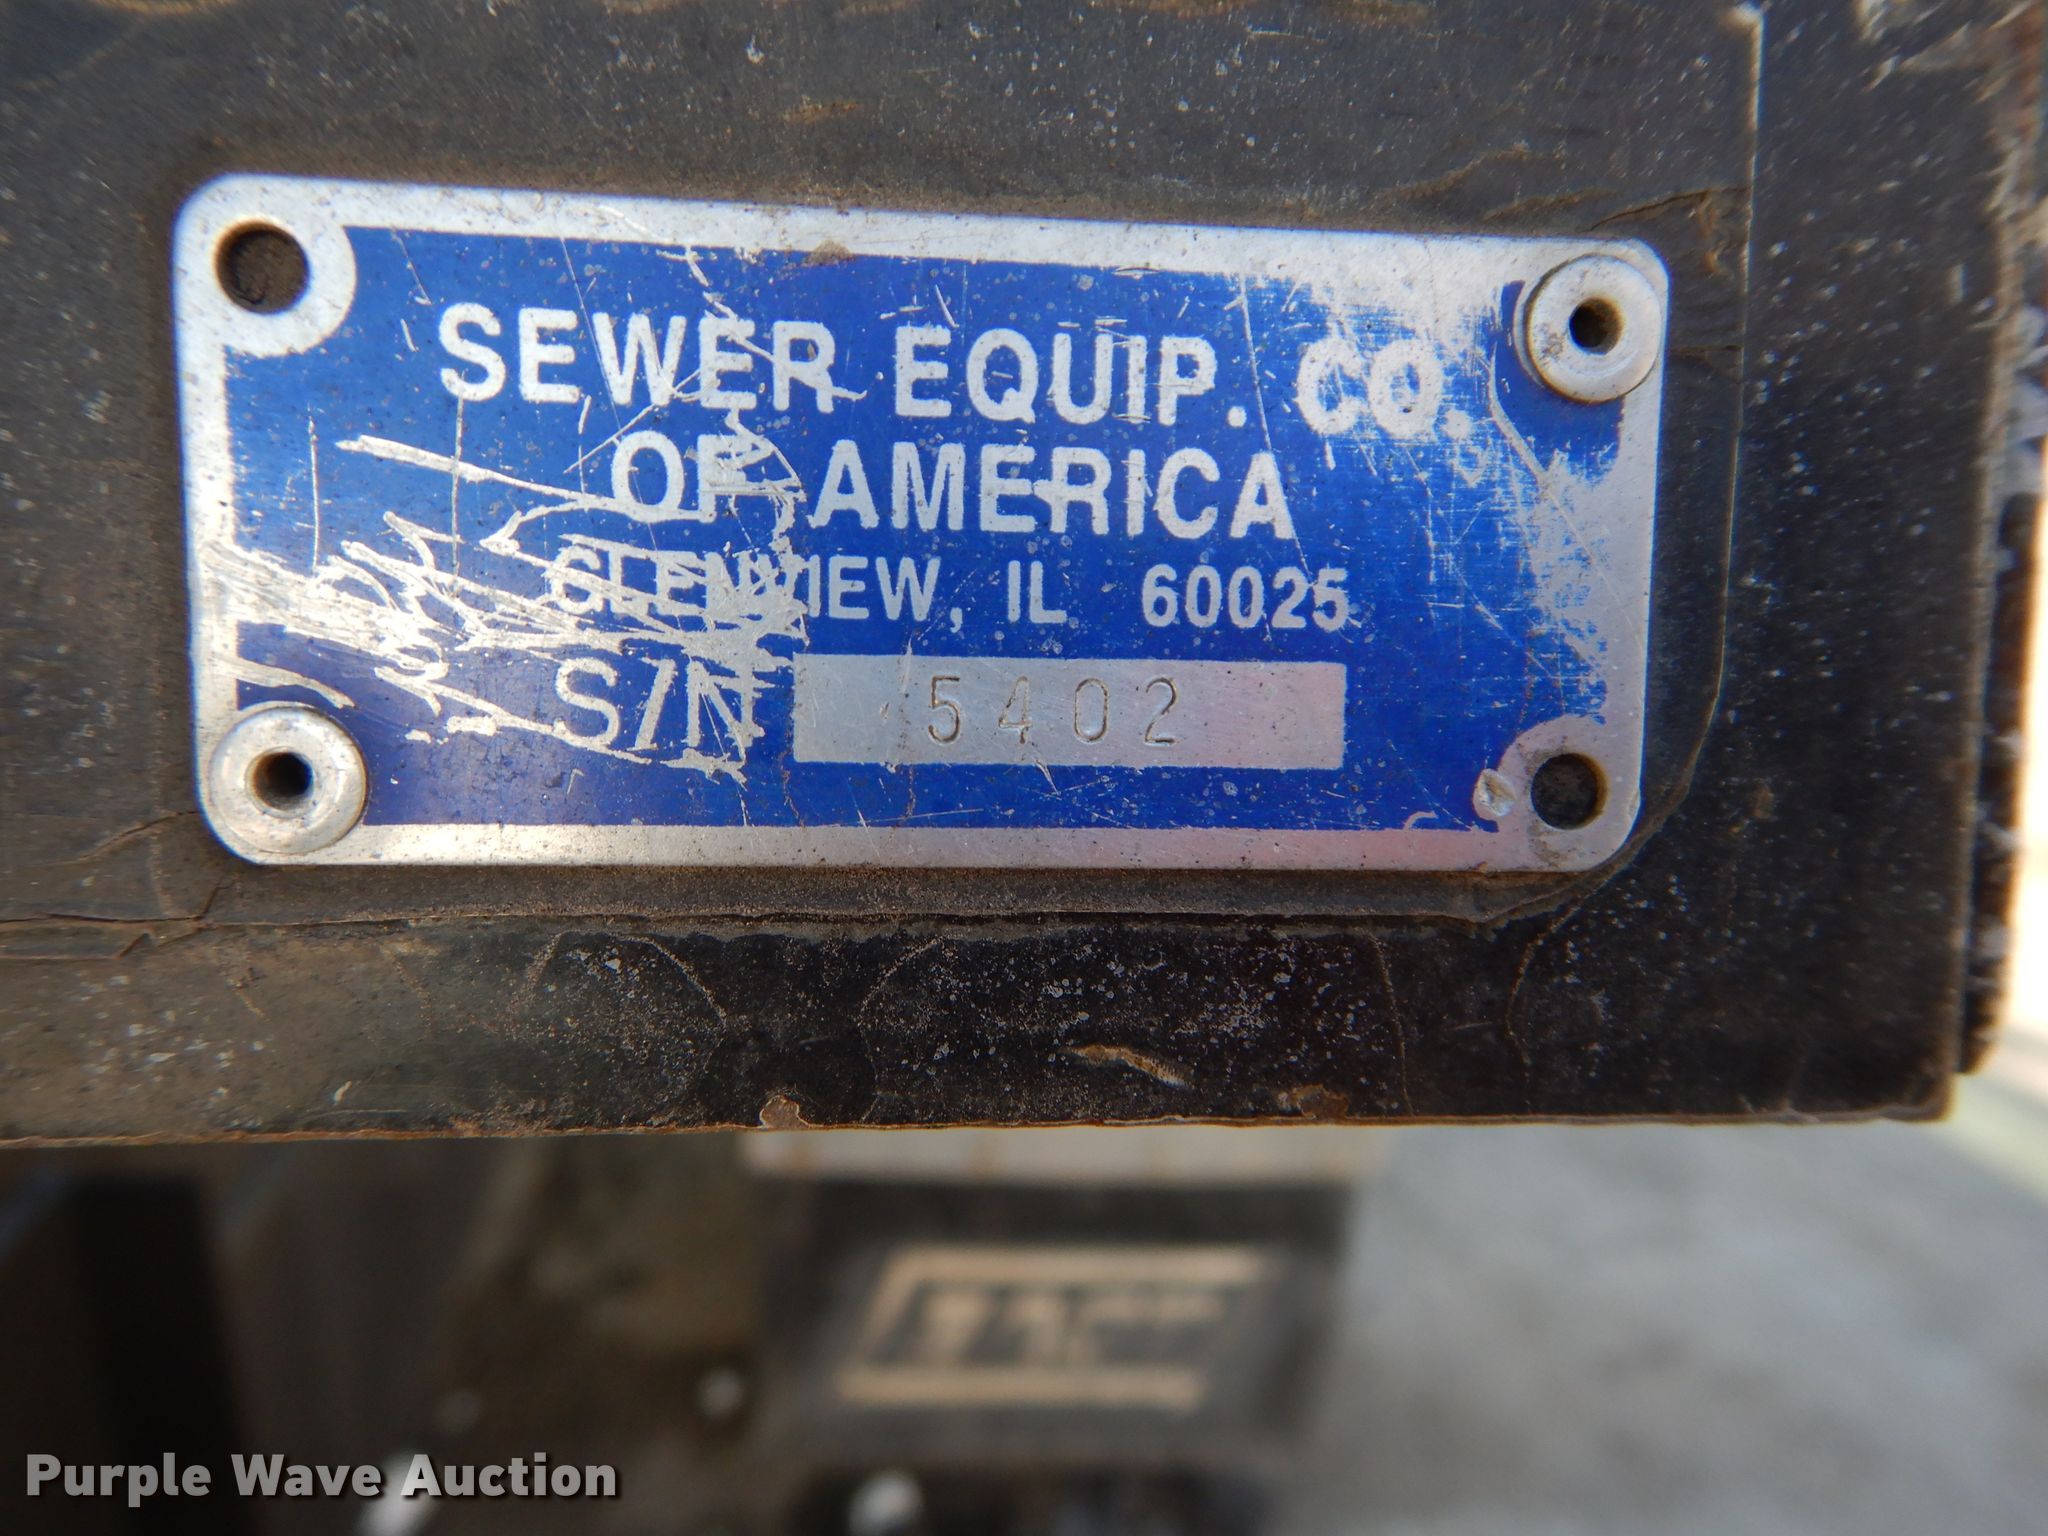 SEWER EQUIP. CO.
OF AMERICA
GLENVIEW, IL 60025
S/N 5402
Purple Wave Auction